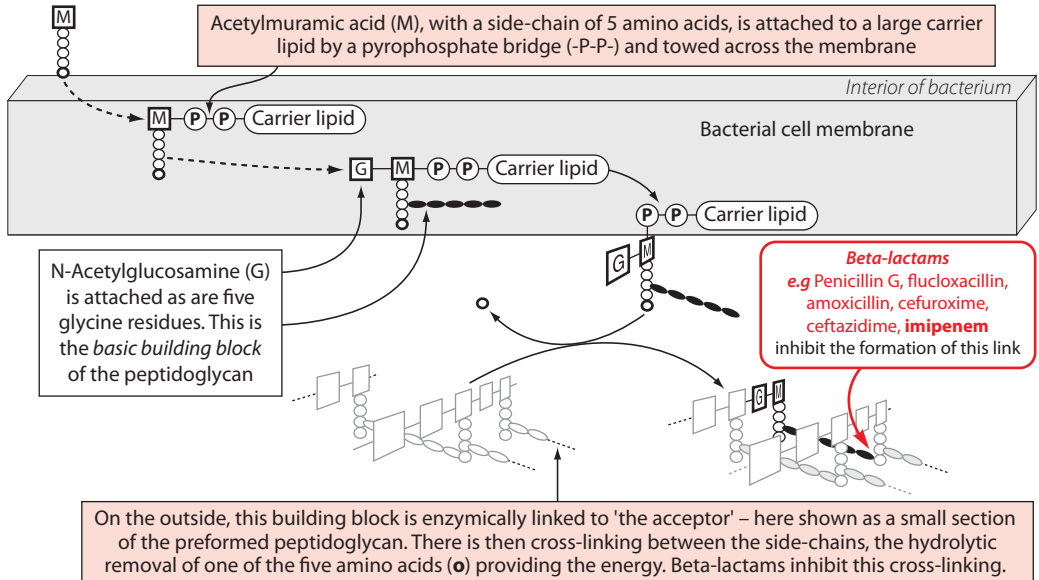 M
Acetylmuramic acid (M), with a side-chain of 5 amino acids, is attached to a large carrier
lipid by a pyrophosphate bridge (-P-P-) and towed across the membrane
Interior of bacterium
M P P Carrier lipid
Bacterial cell membrane
G M P P Carrier lipid
P P Carrier lipid
G M
N-Acetylglucosamine (G)
is attached as are five
glycine residues. This is
the basic building block
of the peptidoglycan
Beta-lactams
e.g Penicillin G, flucloxacillin,
amoxicillin, cefuroxime,
ceftazidime, imipenem
inhibit the formation of this link
G M
On the outside, this building block is enzymically linked to 'the acceptor' – here shown as a small section
of the preformed peptidoglycan. There is then cross-linking between the side-chains, the hydrolytic
removal of one of the five amino acids (o) providing the energy. Beta-lactams inhibit this cross-linking.